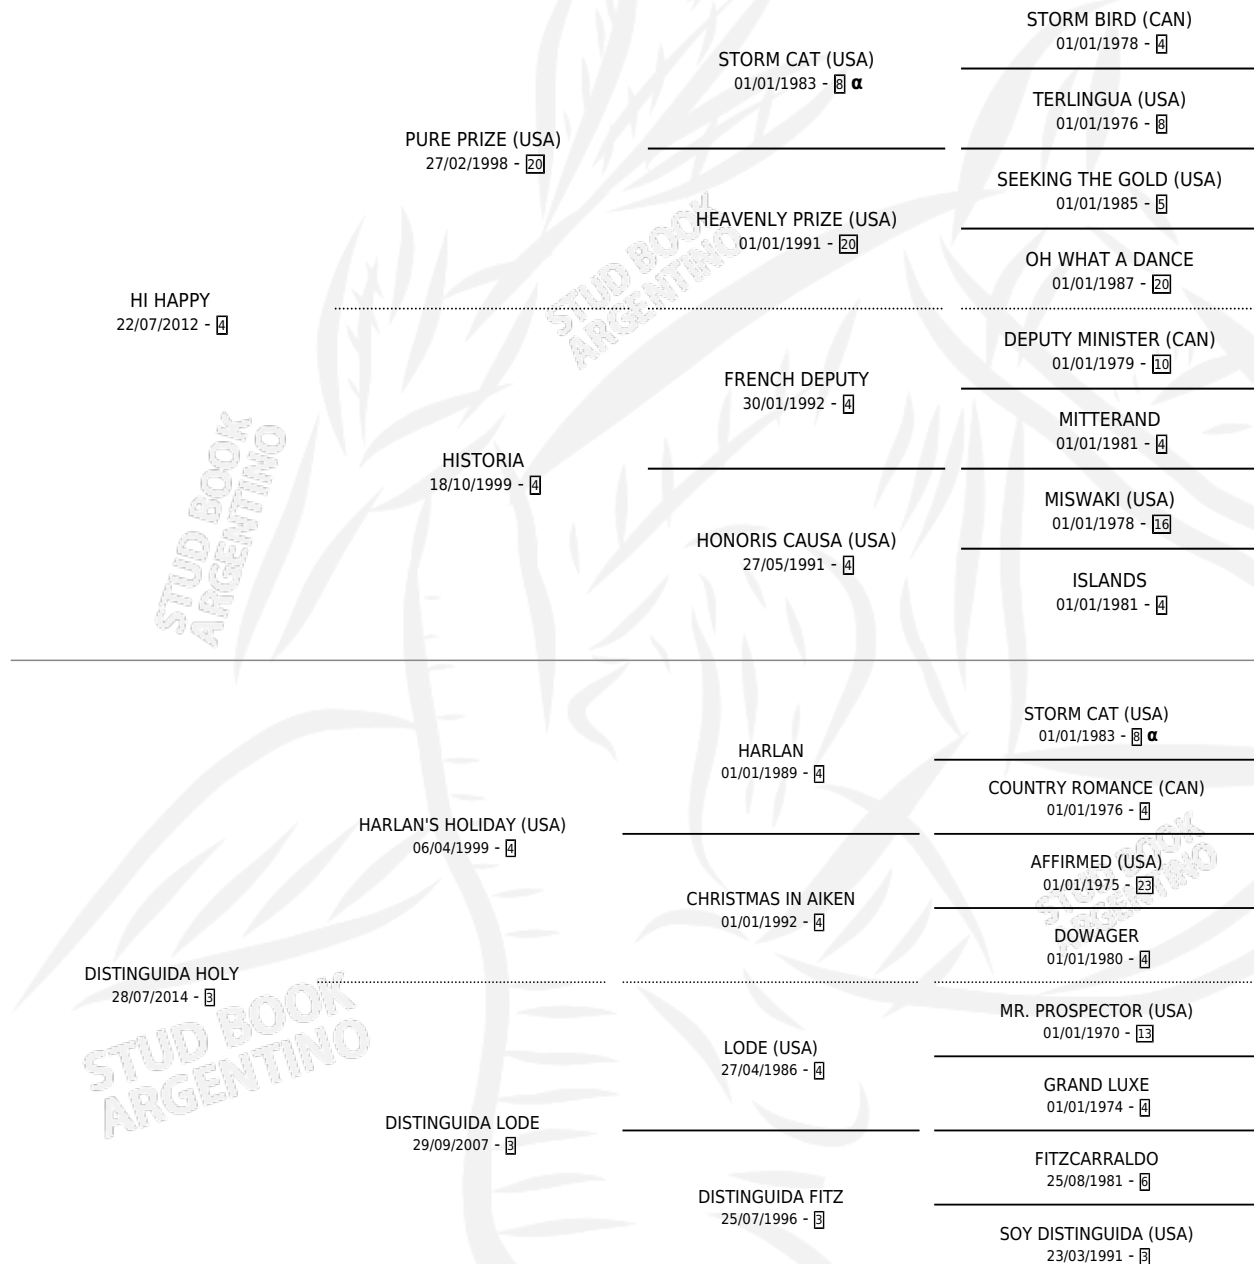 STORM BIRD (CAN)
01/01/1978 - 4
STORM CAT (USA)
01/01/1983 - 8 α
TERLINGUA (USA)
01/01/1976 - 8
PURE PRIZE (USA)
27/02/1998 - 20
SEEKING THE GOLD (USA)
01/01/1985 - 5
HEAVENLY PRIZE (USA)
01/01/1991 - 20
OH WHAT A DANCE
01/01/1987 - 20
HI HAPPY
22/07/2012 - 4
DEPUTY MINISTER (CAN)
01/01/1979 - 10
FRENCH DEPUTY
30/01/1992 - 4
MITTERAND
01/01/1981 - 4
HISTORIA
18/10/1999 - 4
MISWAKI (USA)
01/01/1978 - 16
HONORIS CAUSA (USA)
27/05/1991 - 4
ISLANDS
01/01/1981 - 4
STORM CAT (USA)
01/01/1983 - 8 α
HARLAN
01/01/1989 - 4
COUNTRY ROMANCE (CAN)
01/01/1976 - 4
HARLAN'S HOLIDAY (USA)
06/04/1999 - 4
AFFIRMED (USA)
01/01/1975 - 23
CHRISTMAS IN AIKEN
01/01/1992 - 4
DOWAGER
01/01/1980 - 4
DISTINGUIDA HOLY
28/07/2014 - 3
MR. PROSPECTOR (USA)
01/01/1970 - 13
LODE (USA)
27/04/1986 - 4
GRAND LUXE
01/01/1974 - 4
DISTINGUIDA LODE
29/09/2007 - 3
FITZCARRALDO
25/08/1981 - 6
DISTINGUIDA FITZ
25/07/1996 - 3
SOY DISTINGUIDA (USA)
23/03/1991 - 3
STUD BOOK
ARGENTINO
STUD BOOK
ARGENTINO
STUD BOOK
ARGENTINO
STUD BOOK
ARGENTINO